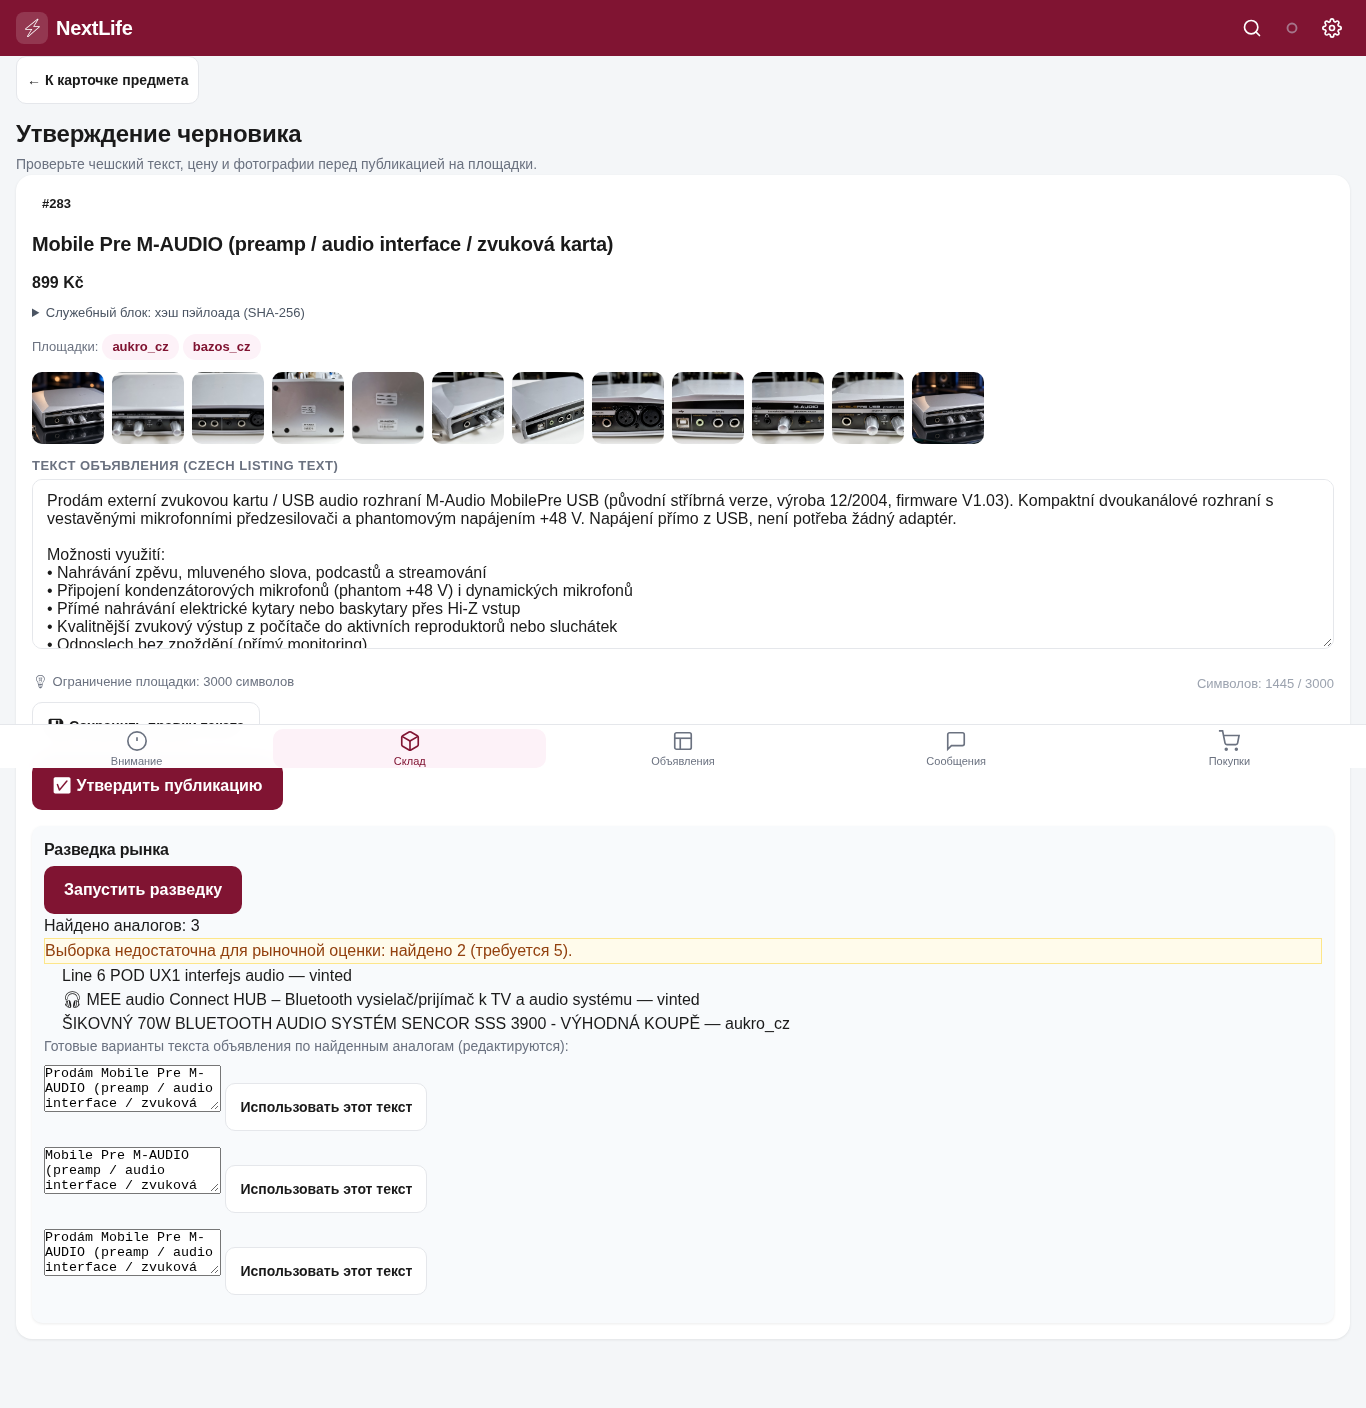 NextLife
← К карточке предмета
Утверждение черновика
Проверьте чешский текст, цену и фотографии перед публикацией на площадки.
#283
Mobile Pre M-AUDIO (preamp / audio interface / zvuková karta)
899 Kč
Служебный блок: хэш пэйлоада (SHA-256)
Площадки: aukro_cz bazos_cz
ТЕКСТ ОБЪЯВЛЕНИЯ (CZECH LISTING TEXT)
Prodám externí zvukovou kartu / USB audio rozhraní M-Audio MobilePre USB (původní stříbrná verze, výroba 12/2004, firmware V1.03). Kompaktní dvoukanálové rozhraní s
vestavěnými mikrofonními předzesilovači a phantomovým napájením +48 V. Napájení přímo z USB, není potřeba žádný adaptér.
Možnosti využití:
• Nahrávání zpěvu, mluveného slova, podcastů a streamování
• Připojení kondenzátorových mikrofonů (phantom +48 V) i dynamických mikrofonů
• Přímé nahrávání elektrické kytary nebo baskytary přes Hi-Z vstup
• Kvalitnější zvukový výstup z počítače do aktivních reproduktorů nebo sluchátek
• Odposlech bez zpoždění (přímý monitoring)
Ограничение площадки: 3000 символов
Символов: 1445 / 3000
Сохранить правки текста
Внимание
Склад
Объявления
Сообщения
Покупки
✅ Утвердить публикацию
Разведка рынка
Запустить разведку
Найдено аналогов: 3
Выборка недостаточна для рыночной оценки: найдено 2 (требуется 5).
Line 6 POD UX1 interfejs audio — vinted
🎧 MEE audio Connect HUB – Bluetooth vysielač/prijímač k TV a audio systému — vinted
ŠIKOVNÝ 70W BLUETOOTH AUDIO SYSTÉM SENCOR SSS 3900 - VÝHODNÁ KOUPĚ — aukro_cz
Готовые варианты текста объявления по найденным аналогам (редактируются):
Prodám Mobile Pre M-
AUDIO (preamp / audio
interface / zvuková
Использовать этот текст
Mobile Pre M-AUDIO
(preamp / audio
interface / zvuková
Использовать этот текст
Prodám Mobile Pre M-
AUDIO (preamp / audio
interface / zvuková
Использовать этот текст